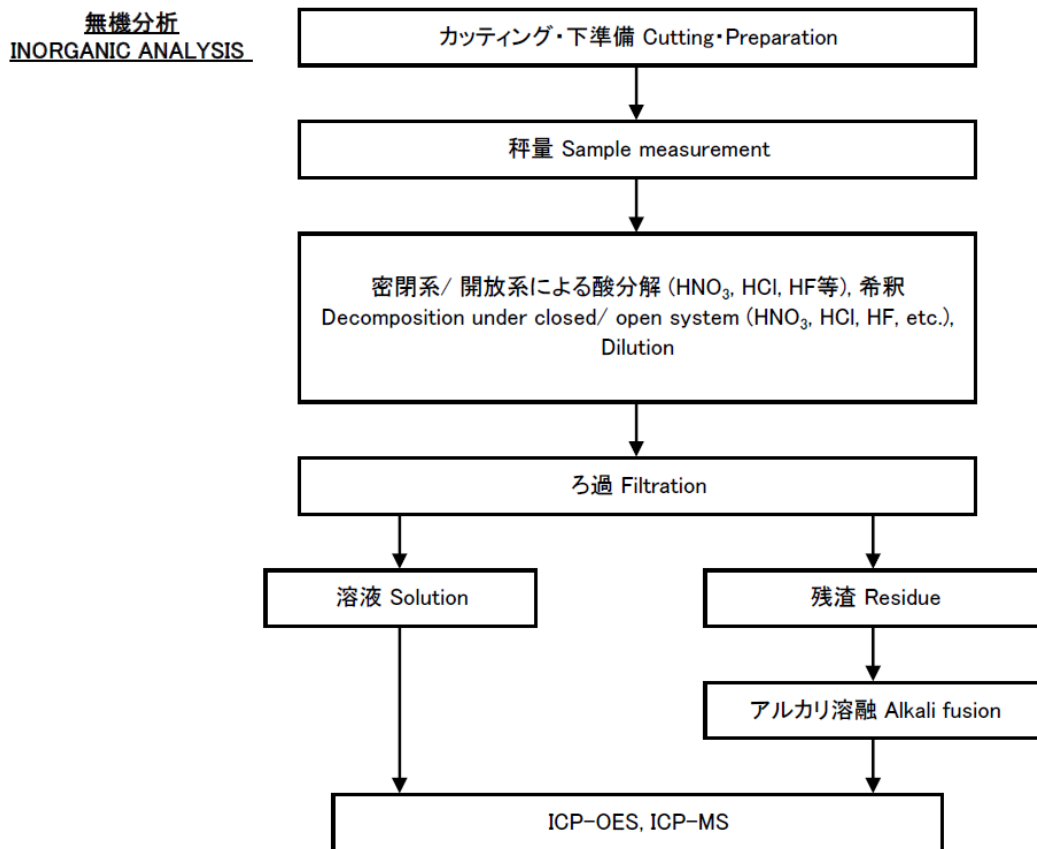 無機分析
INORGANIC ANALYSIS
カッティング・下準備 Cutting・Preparation
秤量 Sample measurement
密閉系/ 開放系による酸分解 (HNO₃, HCl, HF等), 希釈
Decomposition under closed/ open system (HNO₃, HCl, HF, etc.),
Dilution
ろ過 Filtration
溶液 Solution
残渣 Residue
アルカリ溶融 Alkali fusion
ICP-OES, ICP-MS